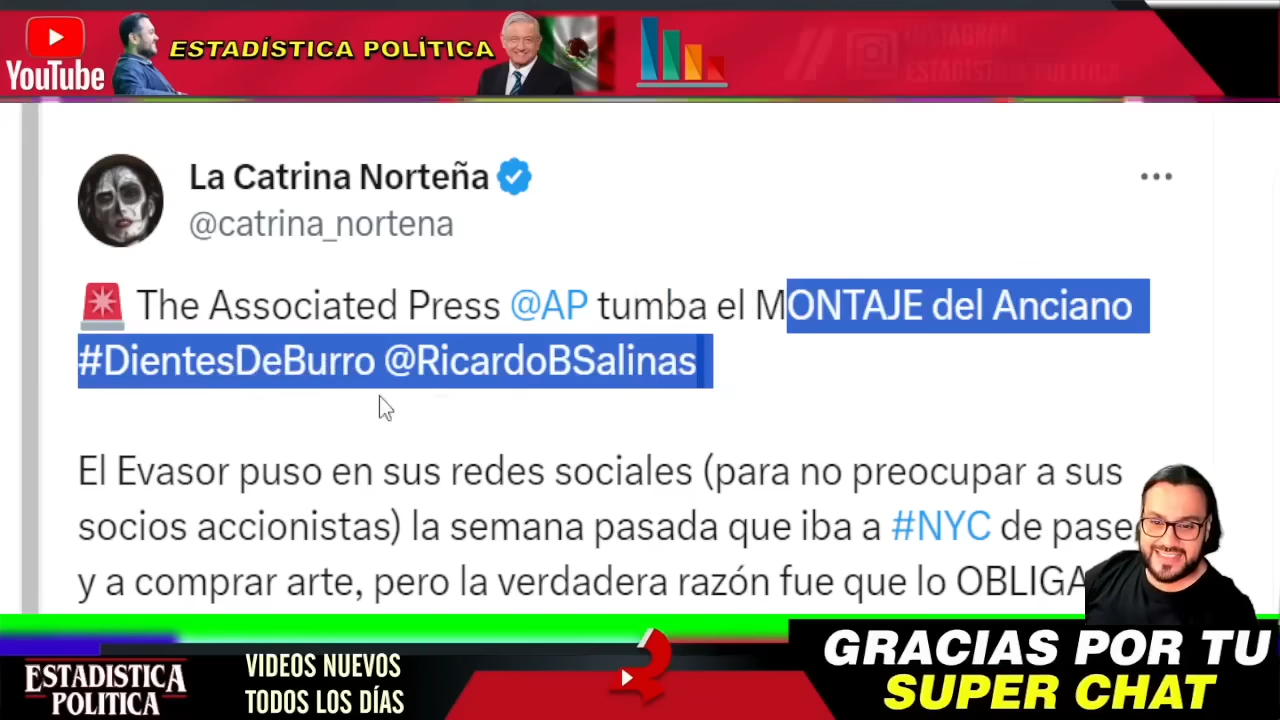 YouTube
ESTADÍSTICA POLÍTICA
INSTAGRAM
ESTADÍSTICA POLITICA
La Catrina Norteña
@catrina_nortena
The Associated Press @AP tumba el MONTAJE del Anciano
#DientesDeBurro @RicardoBSalinas
El Evasor puso en sus redes sociales (para no preocupar a sus
socios accionistas) la semana pasada que iba a #NYC de pase
y a comprar arte, pero la verdadera razón fue que lo OBLIGA
GRACIAS POR TU
SUPER CHAT
ESTADISTICA
POLÍTICA
VIDEOS NUEVOS
TODOS LOS DÍAS